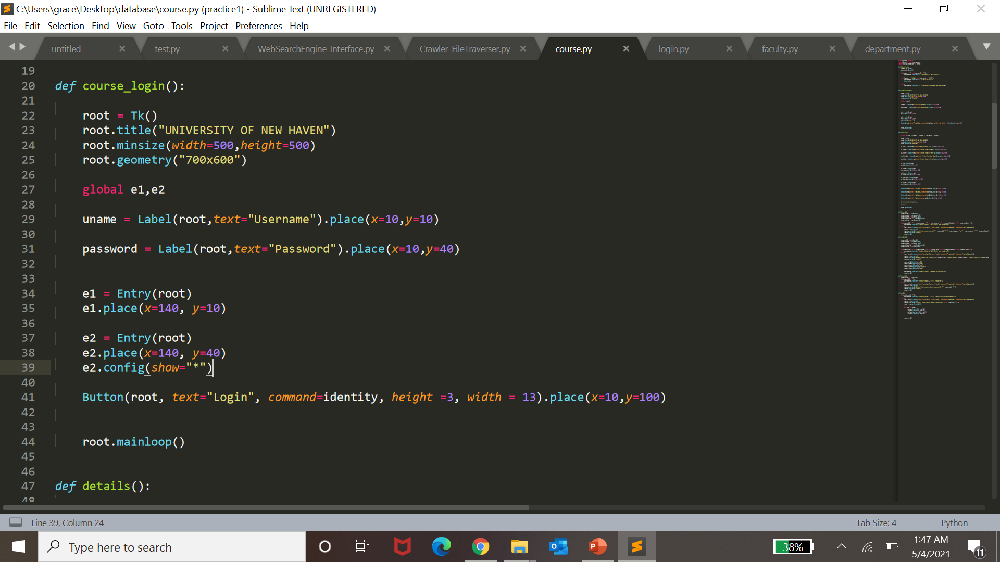 C:\Users\grace\Desktop\database\course.py (practice1) - Sublime Text (UNREGISTERED)
File Edit Selection Find View Goto Tools Project Preferences Help
untitled test.py WebSearchEngine_Interface.py Crawler_FileTraverser.py course.py login.py faculty.py department.py
19
20 def course_login():
21
22 root = Tk()
23 root.title("UNIVERSITY OF NEW HAVEN")
24 root.minsize(width=500,height=500)
25 root.geometry("700x600")
26
27 global e1,e2
28
29 uname = Label(root,text="Username").place(x=10,y=10)
30
31 password = Label(root,text="Password").place(x=10,y=40)
32
33
34 e1 = Entry(root)
35 e1.place(x=140, y=10)
36
37 e2 = Entry(root)
38 e2.place(x=140, y=40)
39 e2.config(show="*")
40
41 Button(root, text="Login", command=identity, height =3, width = 13).place(x=10,y=100)
42
43
44 root.mainloop()
45
46
47 def details():
48
Line 39, Column 24 Tab Size: 4 Python
Type here to search 38% 1:47 AM
5/4/2021 11